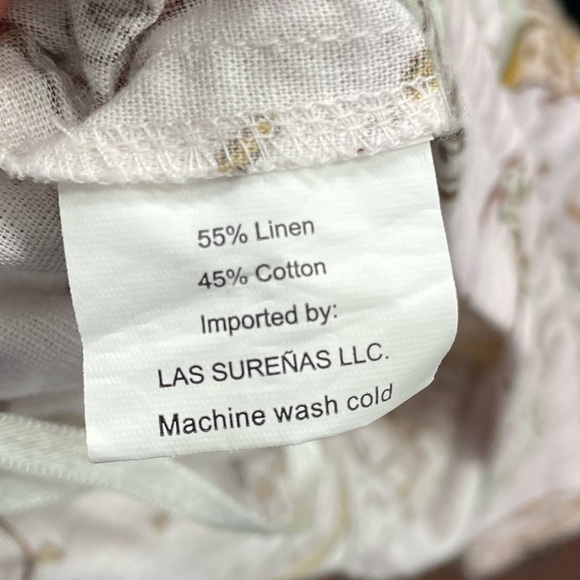 55% Linen
45% Cotton
Imported by:
LAS SUREÑAS LLC.
Machine wash cold